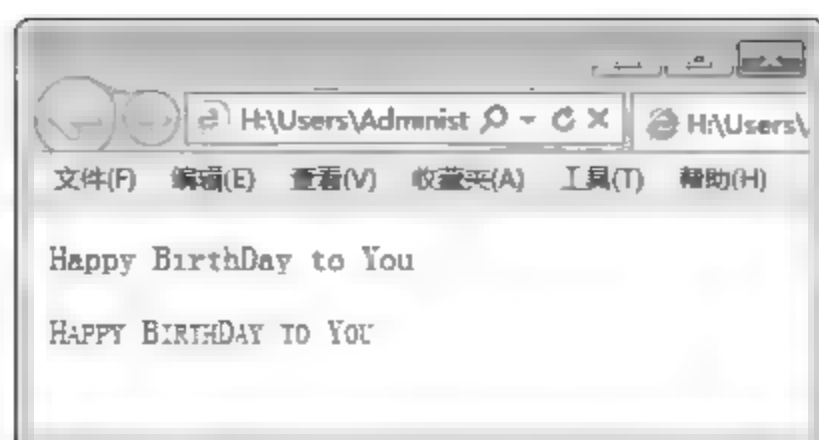 H:\Users\Administ
H:\Users\
文件(F) 编辑(E) 查看(V) 收藏夹(A) 工具(T) 帮助(H)
Happy BirthDay to You
HAPPY BIRTHDAY TO YOU